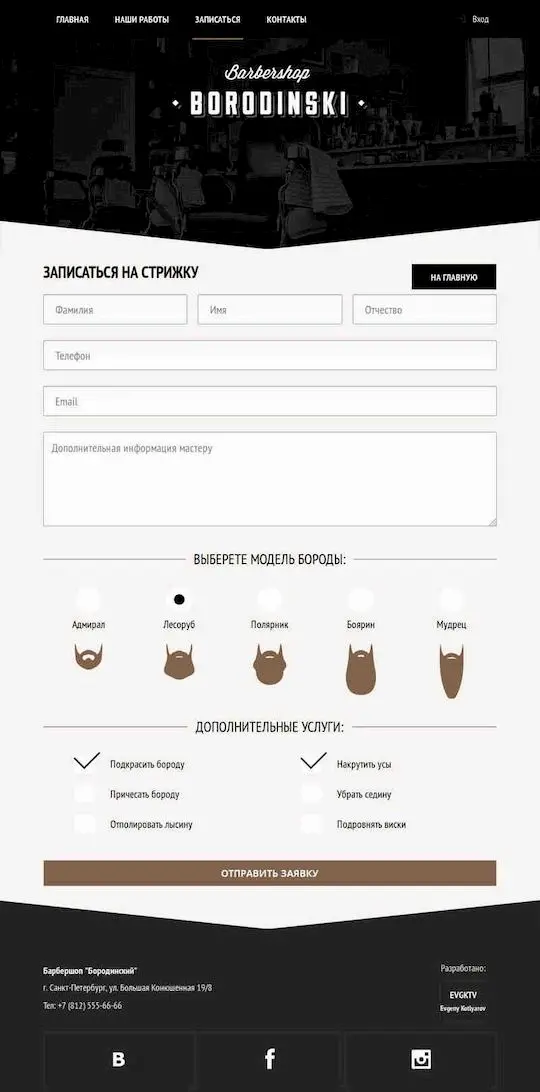 ГЛАВНАЯ НАШИ РАБОТЫ ЗАПИСАТЬСЯ КОНТАКТЫ Вход
Barbershop
BORODINSKI
ЗАПИСАТЬСЯ НА СТРИЖКУ НА ГЛАВНУЮ
Фамилия Имя Отчество
Телефон
Email
Дополнительная информация мастеру
ВЫБЕРЕТЕ МОДЕЛЬ БОРОДЫ:
Адмирал Лесоруб Полярник Боярин Мудрец
ДОПОЛНИТЕЛЬНЫЕ УСЛУГИ:
Подкрасить бороду Накрутить усы
Причесать бороду Убрать седину
Отполировать лысину Подровнять виски
ОТПРАВИТЬ ЗАЯВКУ
Барбершоп "Бородинский" Разработано:
г. Санкт-Петербург, ул. Большая Конюшенная 19/8 EVGKTV
Тел: +7 (812) 555-66-66 Evgeny Kotlyarov
B f